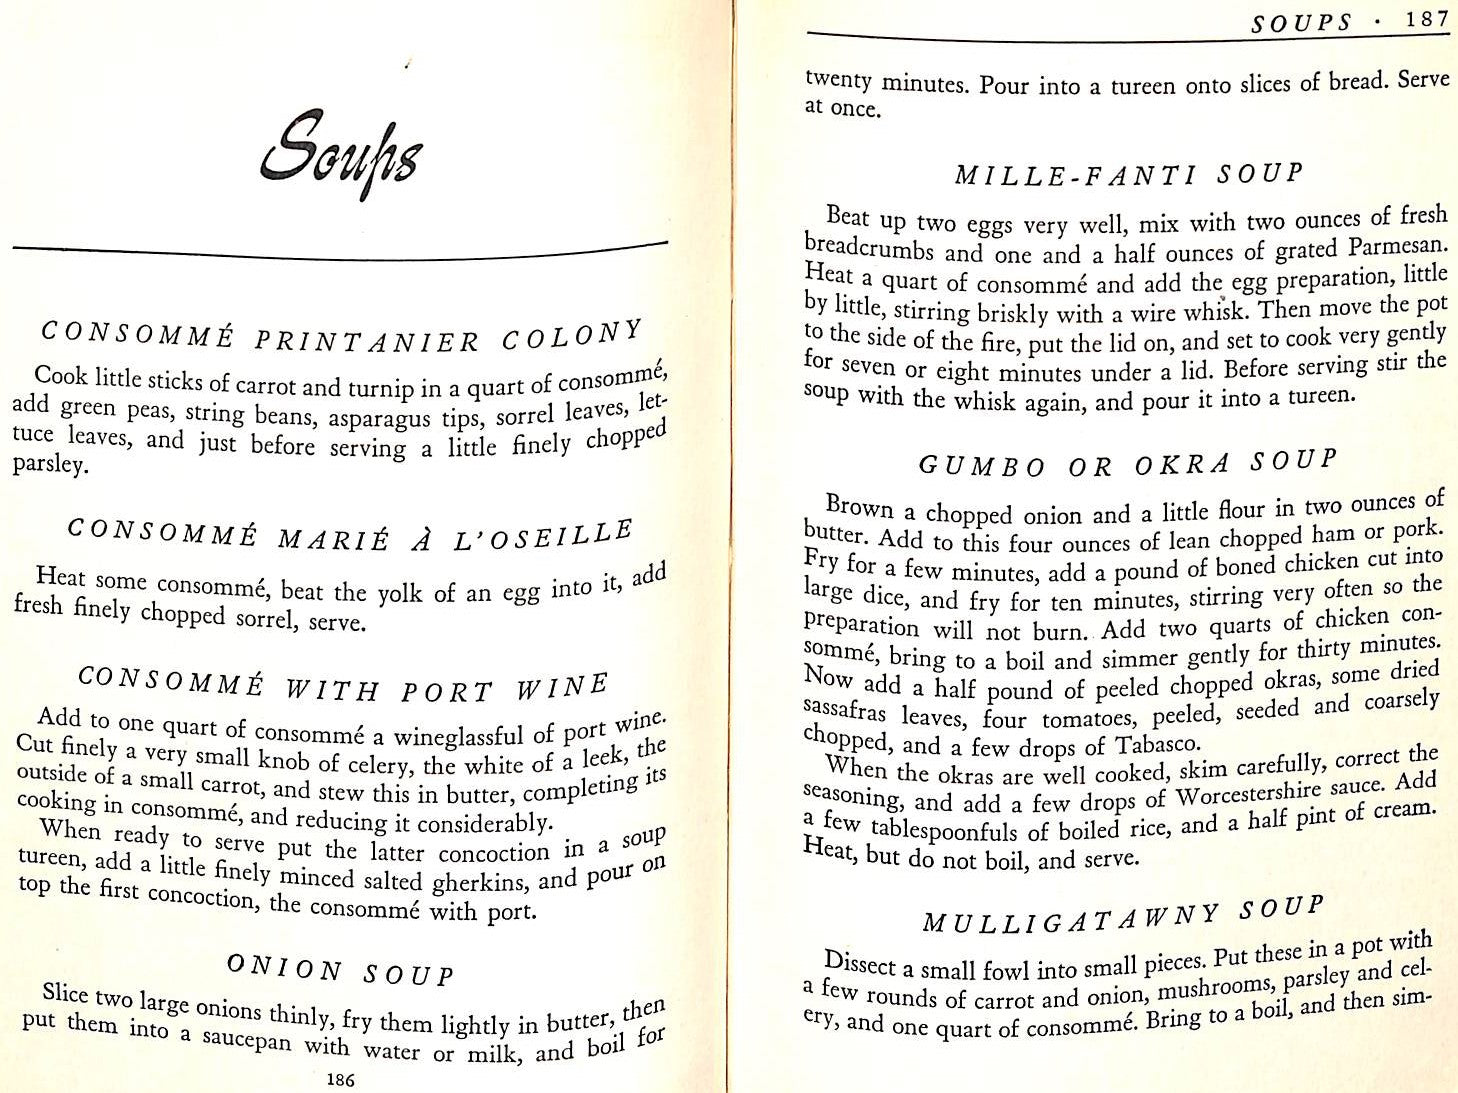 Soups
CONSOMMÉ PRINTANIER COLONY
Cook little sticks of carrot and turnip in a quart of consommé,
add green peas, string beans, asparagus tips, sorrel leaves, let-
tuce leaves, and just before serving a little finely chopped
parsley.
CONSOMMÉ MARIÉ À L'OSEILLE
Heat some consommé, beat the yolk of an egg into it, add
fresh finely chopped sorrel, serve.
CONSOMMÉ WITH PORT WINE
Add to one quart of consommé a wineglassful of port wine.
Cut finely a very small knob of celery, the white of a leek, the
outside of a small carrot, and stew this in butter, completing its
cooking in consommé, and reducing it considerably.
When ready to serve put the latter concoction in a soup
tureen, add a little finely minced salted gherkins, and pour on
top the first concoction, the consommé with port.
ONION SOUP
Slice two large onions thinly, fry them lightly in butter, then
put them into a saucepan with water or milk, and boil for
186
SOUPS · 187
twenty minutes. Pour into a tureen onto slices of bread. Serve
at once.
MILLE-FANTI SOUP
Beat up two eggs very well, mix with two ounces of fresh
breadcrumbs and one and a half ounces of grated Parmesan.
Heat a quart of consommé and add the egg preparation, little
by little, stirring briskly with a wire whisk. Then move the pot
to the side of the fire, put the lid on, and set to cook very gently
for seven or eight minutes under a lid. Before serving stir the
soup with the whisk again, and pour it into a tureen.
GUMBO OR OKRA SOUP
Brown a chopped onion and a little flour in two ounces of
butter. Add to this four ounces of lean chopped ham or pork.
Fry for a few minutes, add a pound of boned chicken cut into
large dice, and fry for ten minutes, stirring very often so the
preparation will not burn. Add two quarts of chicken con-
sommé, bring to a boil and simmer gently for thirty minutes.
Now add a half pound of peeled chopped okras, some dried
sassafras leaves, four tomatoes, peeled, seeded and coarsely
chopped, and a few drops of Tabasco.
When the okras are well cooked, skim carefully, correct the
seasoning, and add a few drops of Worcestershire sauce. Add
a few tablespoonfuls of boiled rice, and a half pint of cream.
Heat, but do not boil, and serve.
MULLIGATAWNY SOUP
Dissect a small fowl into small pieces. Put these in a pot with
a few rounds of carrot and onion, mushrooms, parsley and cel-
ery, and one quart of consommé. Bring to a boil, and then sim-